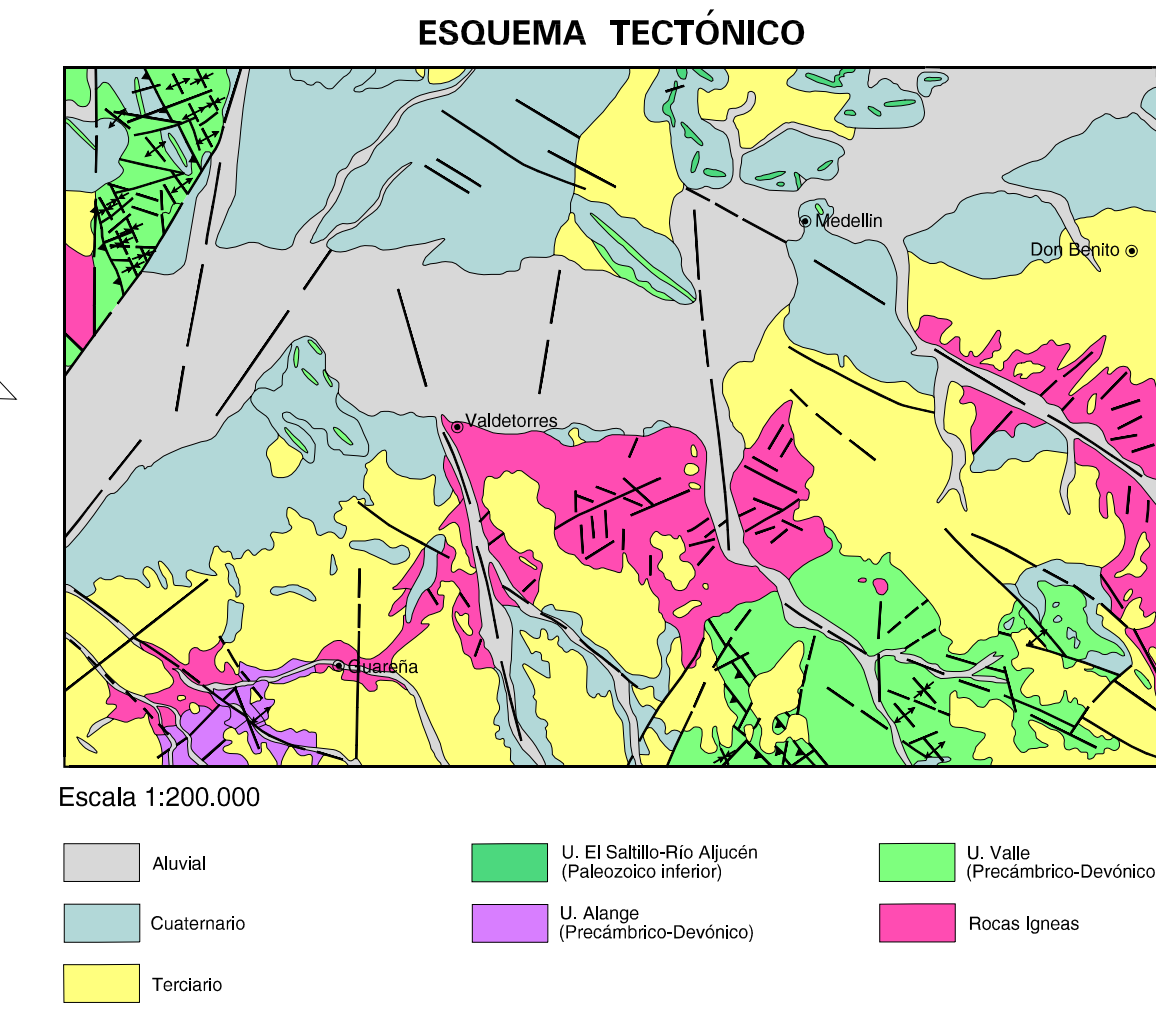 ESQUEMA TECTÓNICO
Medellin
Don Benito
Valdetorres
Guareña
Escala 1:200.000
Aluvial
Cuaternario
Terciario
U. El Saltillo-Río Aljucén
(Paleozoico inferior)
U. Alange
(Precámbrico-Devónico)
U. Valle
(Precámbrico-Devónico
Rocas Igneas